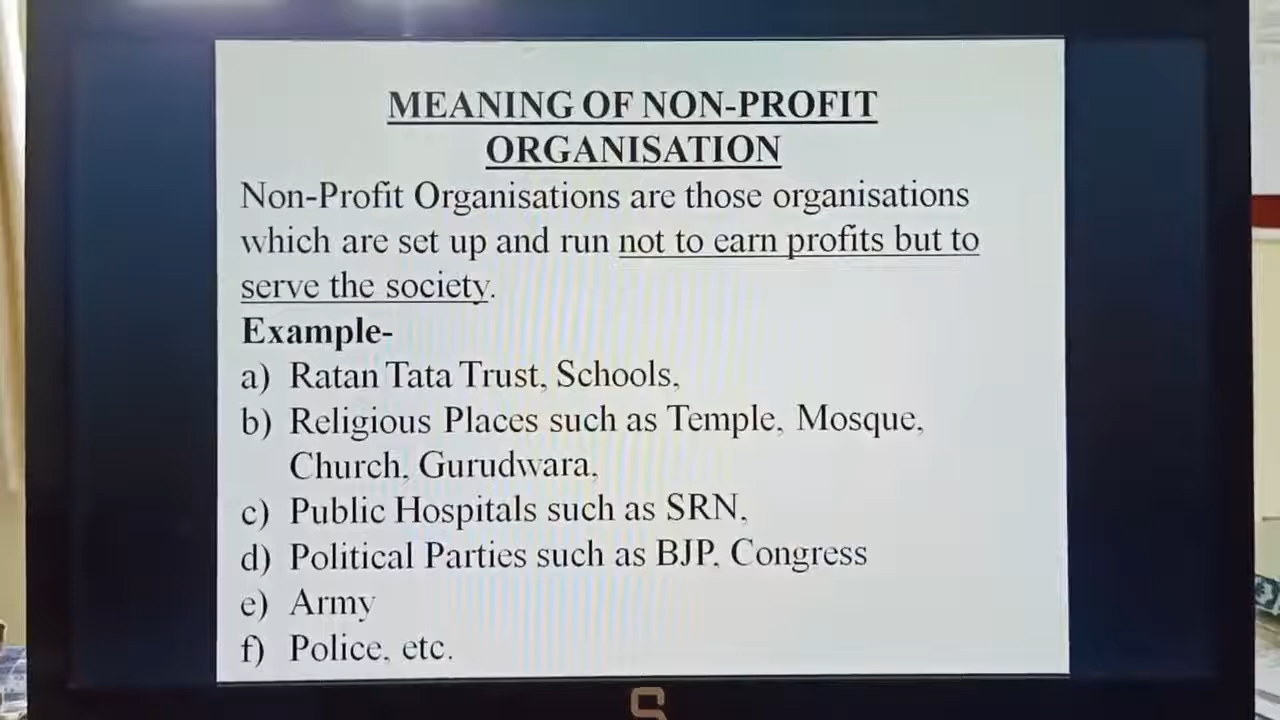 MEANING OF NON-PROFIT
ORGANISATION
Non-Profit Organisations are those organisations
which are set up and run not to earn profits but to
serve the society.
Example-
a) Ratan Tata Trust, Schools,
b) Religious Places such as Temple, Mosque,
Church, Gurudwara,
c) Public Hospitals such as SRN,
d) Political Parties such as BJP, Congress
e) Army
f) Police, etc.